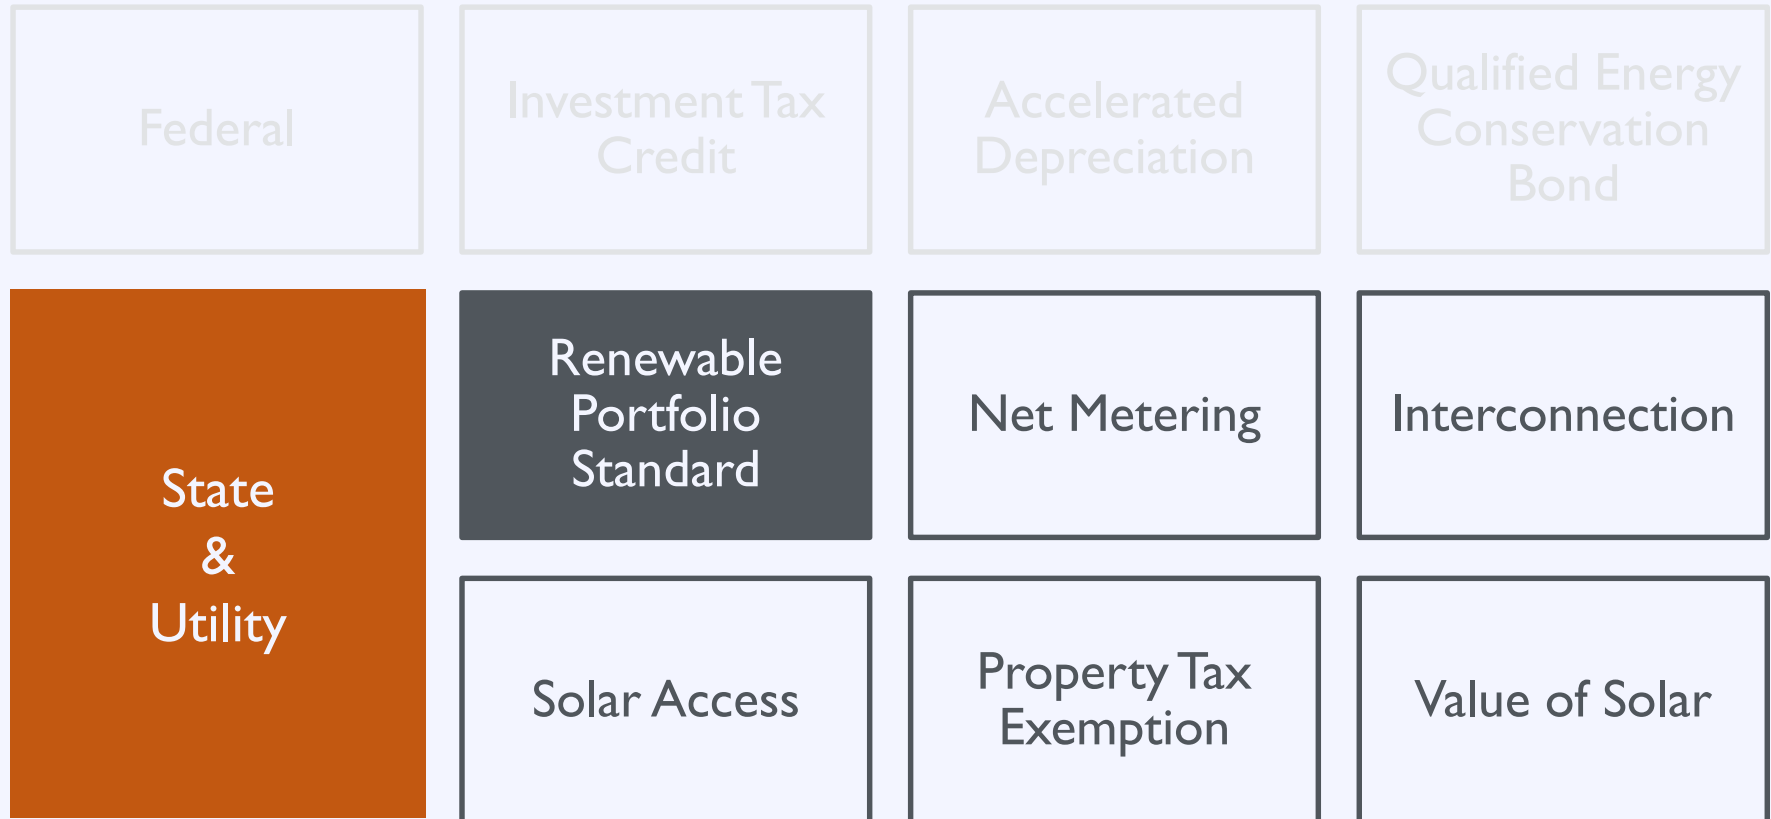 Federal
Investment Tax
Credit
Accelerated
Depreciation
Qualified Energy
Conservation
Bond
State
&
Utility
Renewable
Portfolio
Standard
Net Metering
Interconnection
Solar Access
Property Tax
Exemption
Value of Solar